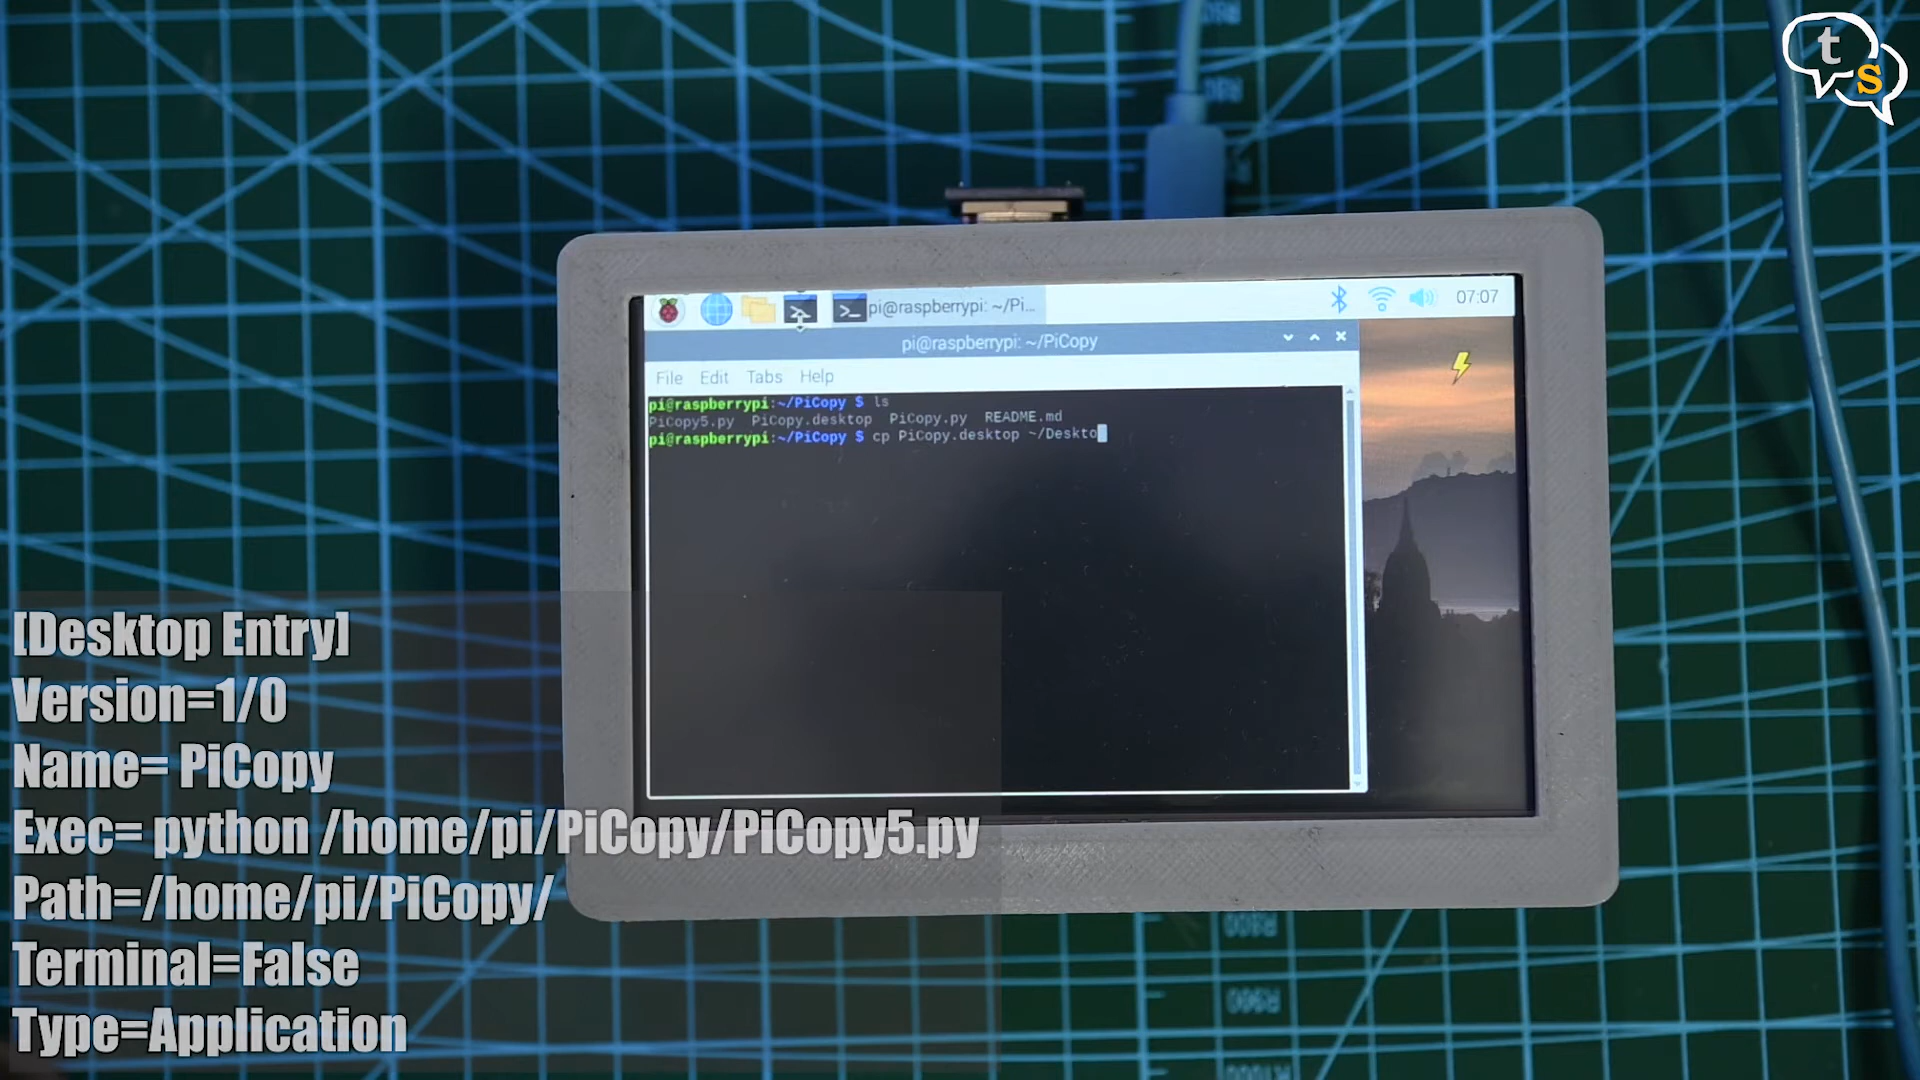 t
s
pi@raspberrypi: ~/Pi...
07:07
pi@raspberrypi: ~/PiCopy
File Edit Tabs Help
pi@raspberrypi:~/PiCopy $ ls
PiCopy5.py PiCopy.desktop PiCopy.py README.md
pi@raspberrypi:~/PiCopy $ cp PiCopy.desktop ~/Deskto
[Desktop Entry]
Version=1/0
Name= PiCopy
Exec= python /home/pi/PiCopy/PiCopy5.py
Path=/home/pi/PiCopy/
Terminal=False
Type=Application